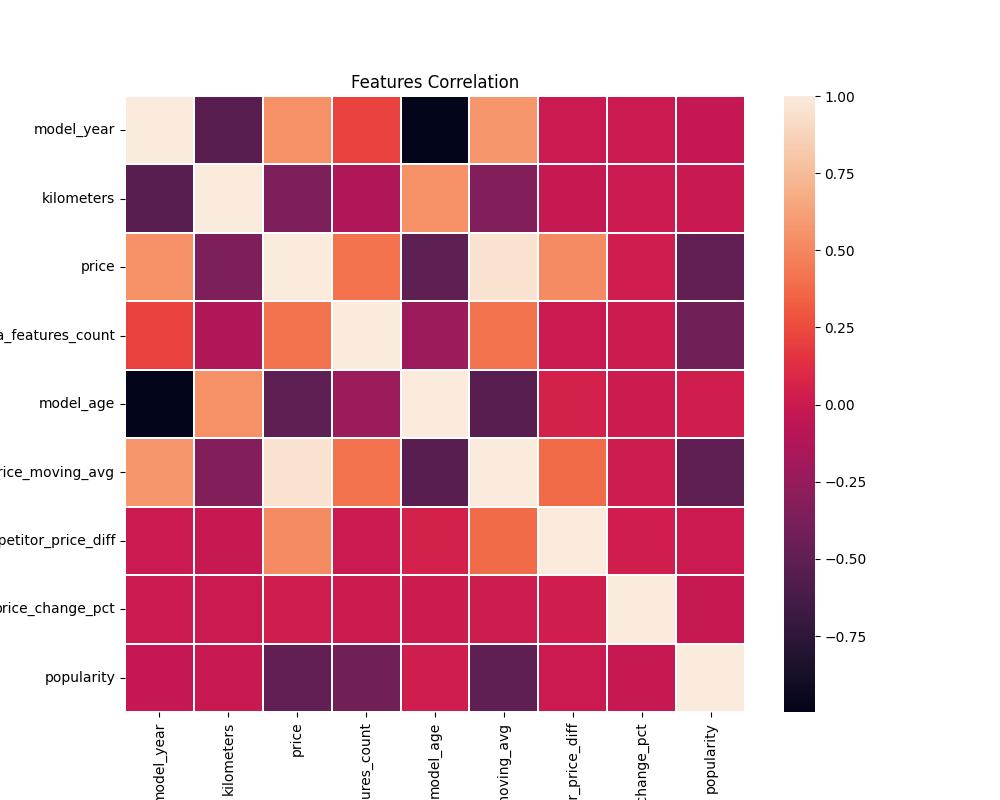 Features Correlation
model_year
kilometers
price
a_features_count
model_age
rice_moving_avg
petitor_price_diff
price_change_pct
popularity
model_year
kilometers
price
ures_count
model_age
moving_avg
r_price_diff
change_pct
popularity
1.00
0.75
0.50
0.25
0.00
−0.25
−0.50
−0.75